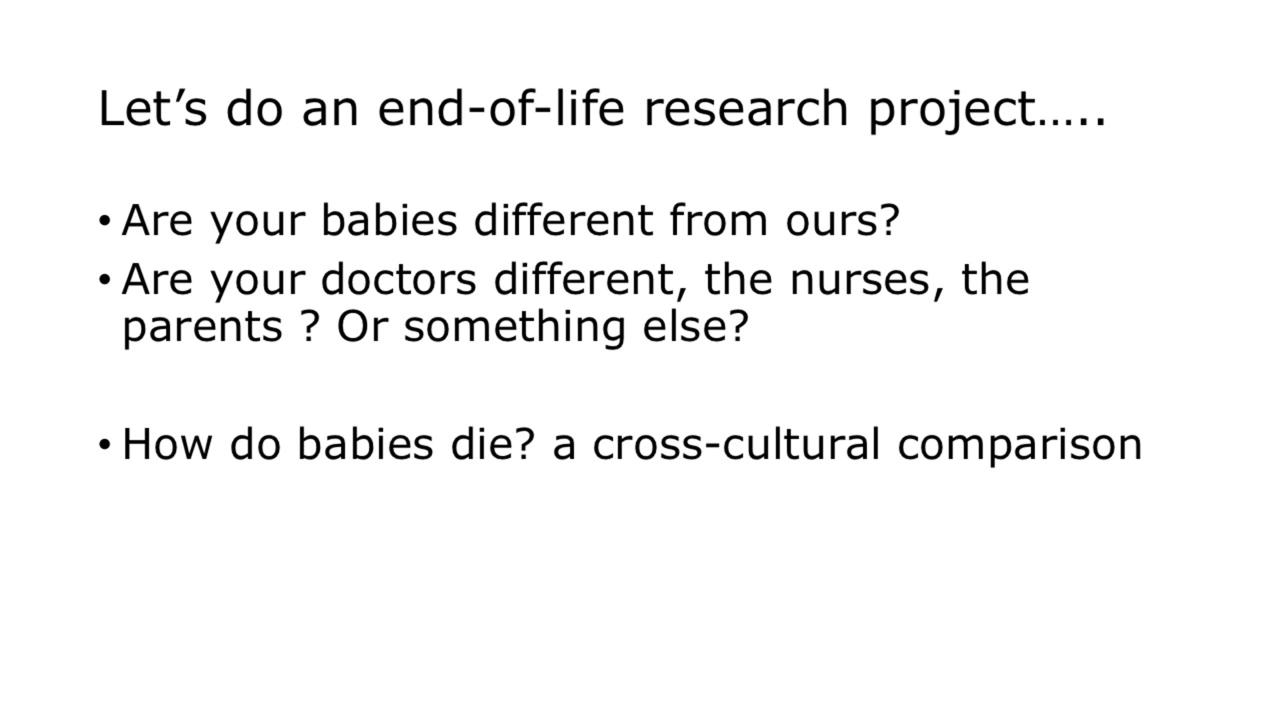 Let’s do an end-of-life research project…..
• Are your babies different from ours?
• Are your doctors different, the nurses, the
parents ? Or something else?
• How do babies die? a cross-cultural comparison